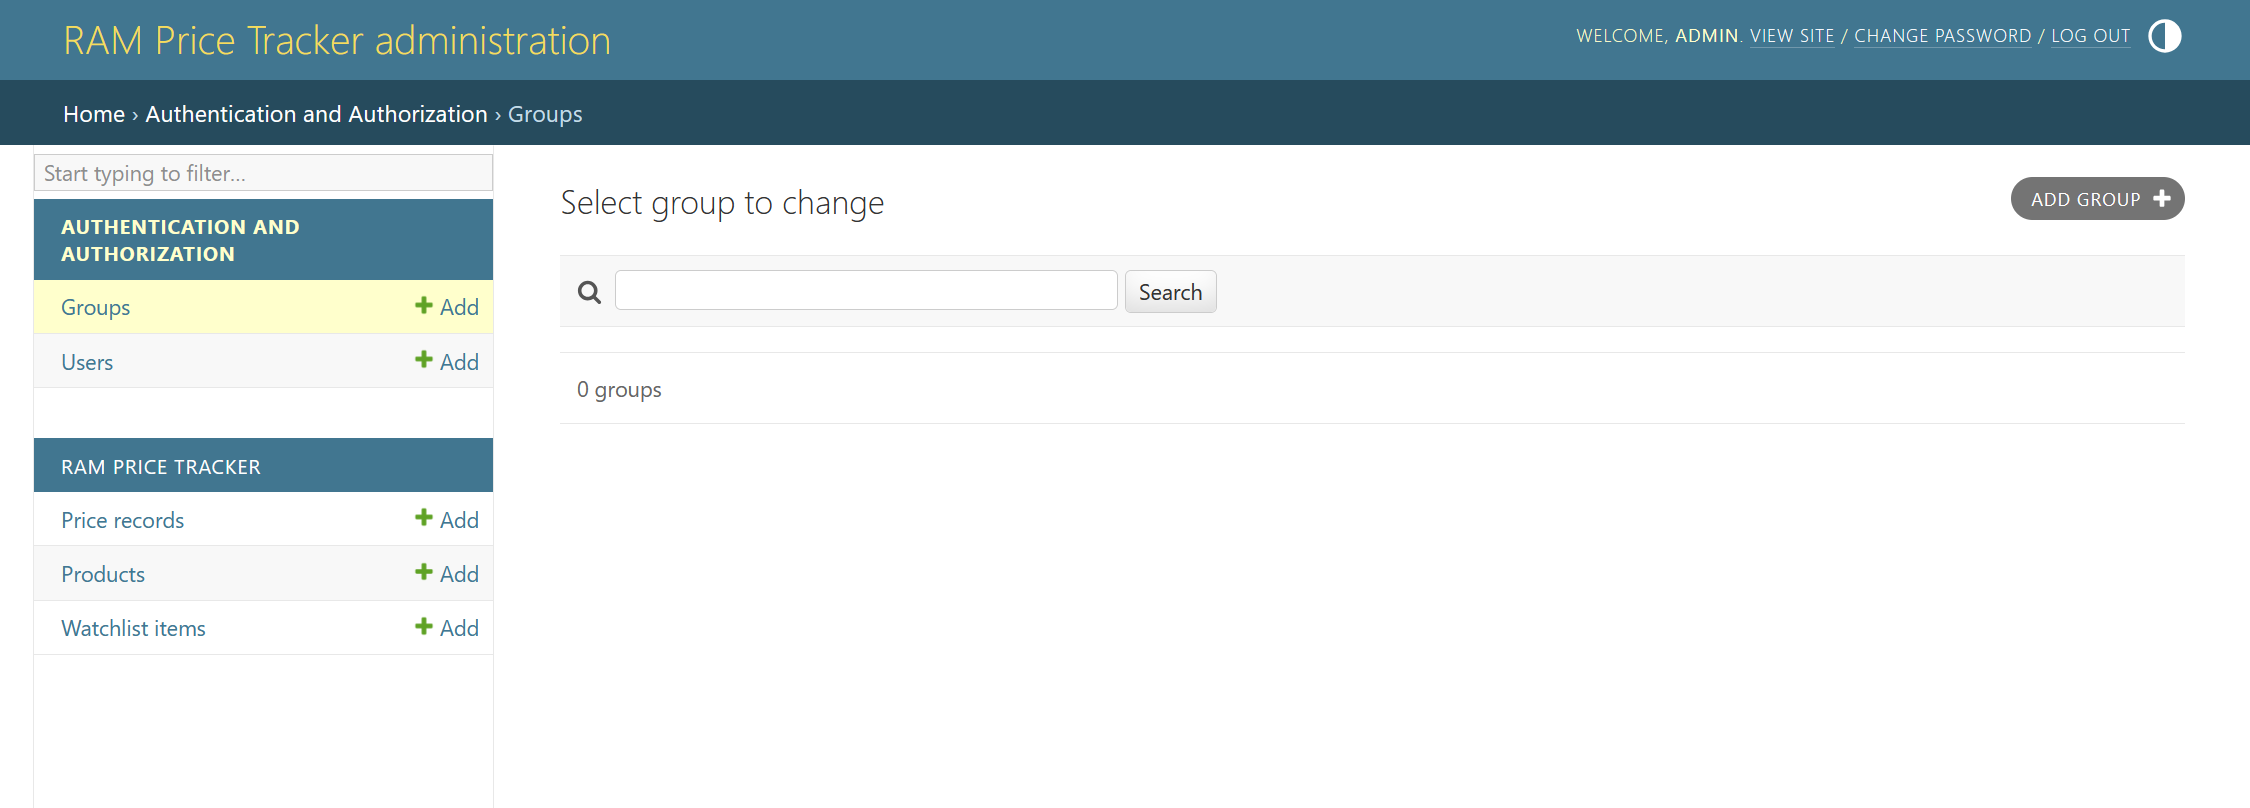 RAM Price Tracker administration
WELCOME, ADMIN. VIEW SITE / CHANGE PASSWORD / LOG OUT
Home › Authentication and Authorization › Groups
Start typing to filter...
AUTHENTICATION AND
AUTHORIZATION
Groups Add
Users Add
RAM PRICE TRACKER
Price records Add
Products Add
Watchlist items Add
Select group to change
ADD GROUP
Search
0 groups